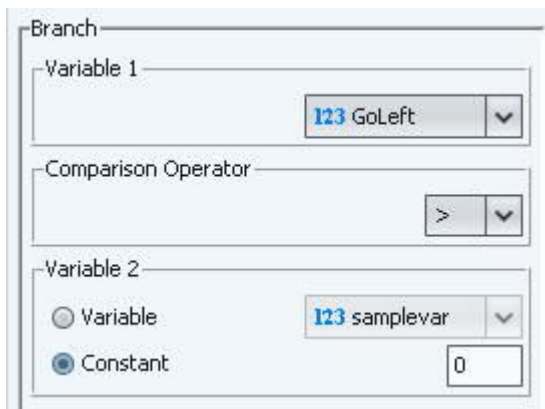 Branch
Variable 1
123 GoLeft
Comparison Operator
>
Variable 2
Variable
123 samplevar
Constant
0